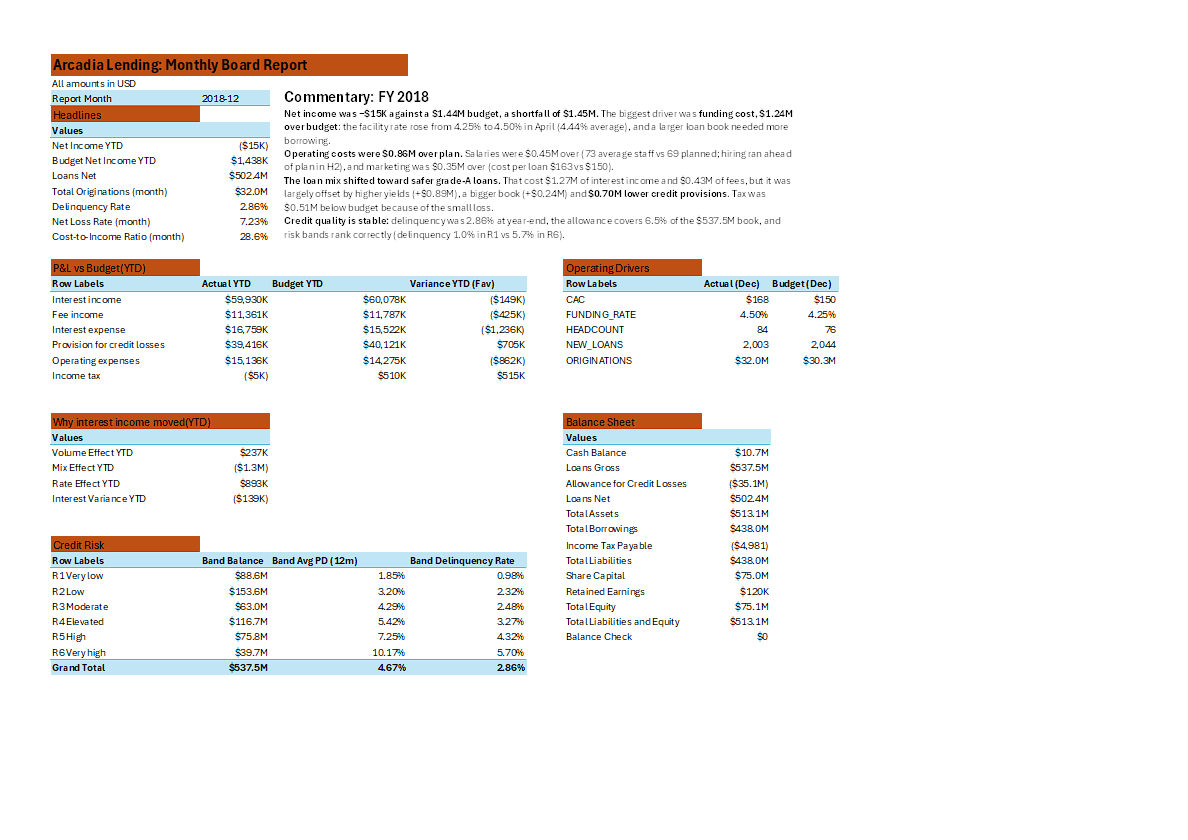 Arcadia Lending: Monthly Board Report
All amounts in USD
Report Month 2018-12
Headlines
Values
Net Income YTD ($15K)
Budget Net Income YTD $1,438K
Loans Net $502.4M
Total Originations (month) $32.0M
Delinquency Rate 2.86%
Net Loss Rate (month) 7.23%
Cost-to-Income Ratio (month) 28.6%
Commentary: FY 2018
Net income was −$15K against a $1.44M budget, a shortfall of $1.45M. The biggest driver was funding cost, $1.24M
over budget: the facility rate rose from 4.25% to 4.50% in April (4.44% average), and a larger loan book needed more
borrowing.
Operating costs were $0.86M over plan. Salaries were $0.45M over (73 average staff vs 69 planned; hiring ran ahead
of plan in H2), and marketing was $0.35M over (cost per loan $163 vs $150).
The loan mix shifted toward safer grade-A loans. That cost $1.27M of interest income and $0.43M of fees, but it was
largely offset by higher yields (+$0.89M), a bigger book (+$0.24M) and $0.70M lower credit provisions. Tax was
$0.51M below budget because of the small loss.
Credit quality is stable: delinquency was 2.86% at year-end, the allowance covers 6.5% of the $537.5M book, and
risk bands rank correctly (delinquency 1.0% in R1 vs 5.7% in R6).
P&L vs Budget(YTD)
Row Labels Actual YTD Budget YTD Variance YTD (Fav)
Interest income $59,930K $60,078K ($149K)
Fee income $11,361K $11,787K ($425K)
Interest expense $16,759K $15,522K ($1,236K)
Provision for credit losses $39,416K $40,121K $705K
Operating expenses $15,136K $14,275K ($862K)
Income tax ($5K) $510K $515K
Operating Drivers
Row Labels Actual (Dec) Budget (Dec)
CAC $168 $150
FUNDING_RATE 4.50% 4.25%
HEADCOUNT 84 76
NEW_LOANS 2,003 2,044
ORIGINATIONS $32.0M $30.3M
Why interest income moved(YTD)
Values
Volume Effect YTD $237K
Mix Effect YTD ($1.3M)
Rate Effect YTD $893K
Interest Variance YTD ($139K)
Balance Sheet
Values
Cash Balance $10.7M
Loans Gross $537.5M
Allowance for Credit Losses ($35.1M)
Loans Net $502.4M
Total Assets $513.1M
Total Borrowings $438.0M
Income Tax Payable ($4,981)
Total Liabilities $438.0M
Share Capital $75.0M
Retained Earnings $120K
Total Equity $75.1M
Total Liabilities and Equity $513.1M
Balance Check $0
Credit Risk
Row Labels Band Balance Band Avg PD (12m) Band Delinquency Rate
R1 Very low $88.6M 1.85% 0.98%
R2 Low $153.6M 3.20% 2.32%
R3 Moderate $63.0M 4.29% 2.48%
R4 Elevated $116.7M 5.42% 3.27%
R5 High $75.8M 7.25% 4.32%
R6 Very high $39.7M 10.17% 5.70%
Grand Total $537.5M 4.67% 2.86%